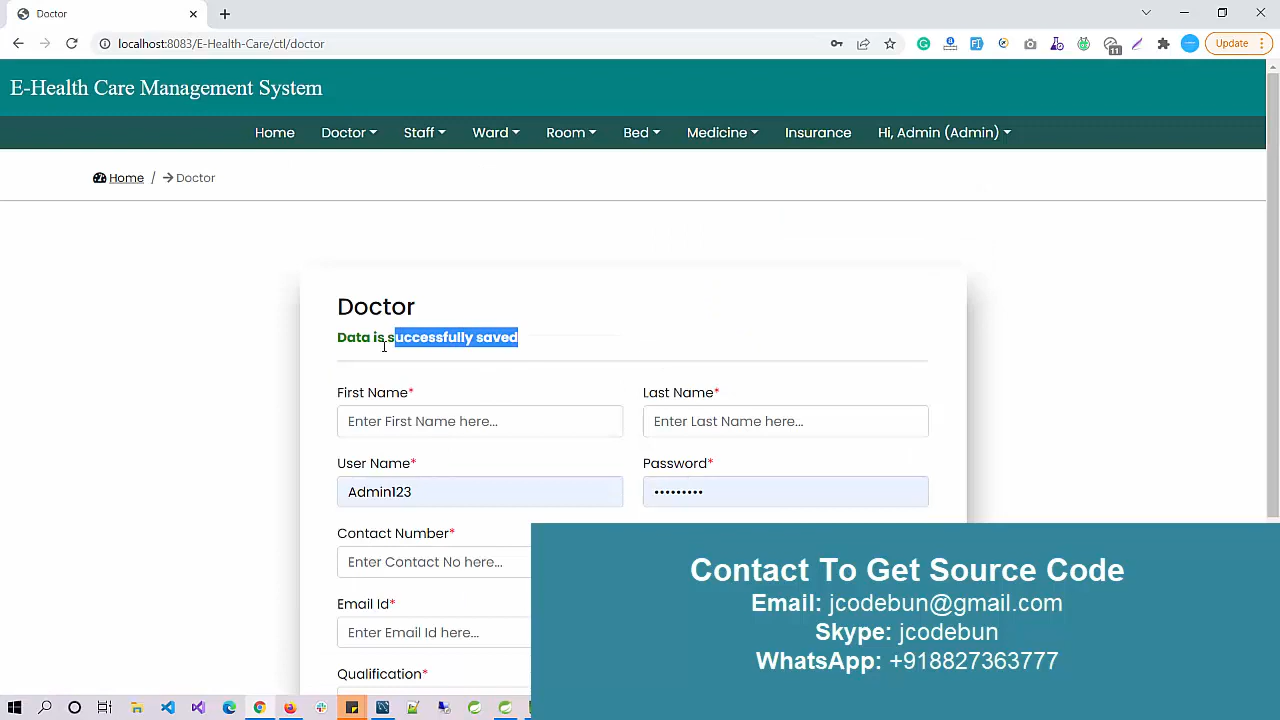 Doctor
localhost:8083/E-Health-Care/ctl/doctor
11
Update
E-Health Care Management System
Home Doctor Staff Ward Room Bed Medicine Insurance Hi, Admin (Admin)
Home / Doctor
Doctor
Data is successfully saved
First Name* Last Name*
Enter First Name here... Enter Last Name here...
User Name* Password*
Admin123 •••••••••
Contact Number*
Enter Contact No here...
Email Id*
Enter Email Id here...
Qualification*
Contact To Get Source Code
Email: jcodebun@gmail.com
Skype: jcodebun
WhatsApp: +918827363777